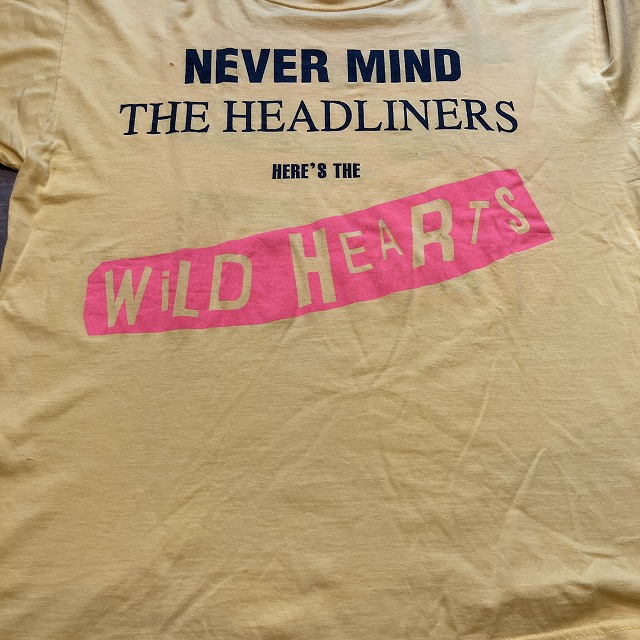 NEVER MIND
THE HEADLINERS
HERE'S THE
WiLD HEARTS